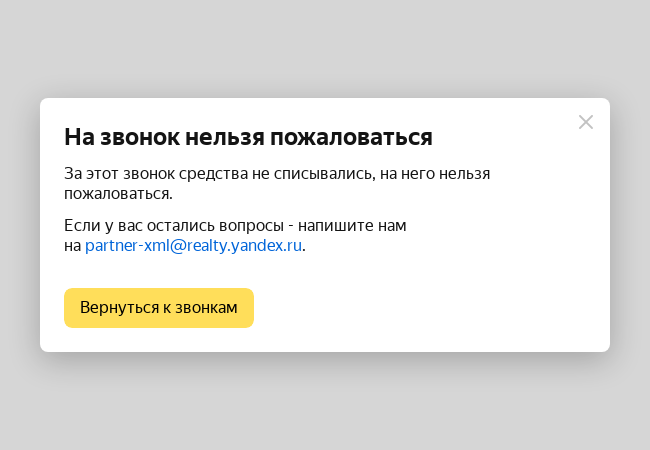 На звонок нельзя пожаловаться
За этот звонок средства не списывались, на него нельзя
пожаловаться.
Если у вас остались вопросы - напишите нам
на partner-xml@realty.yandex.ru.
Вернуться к звонкам